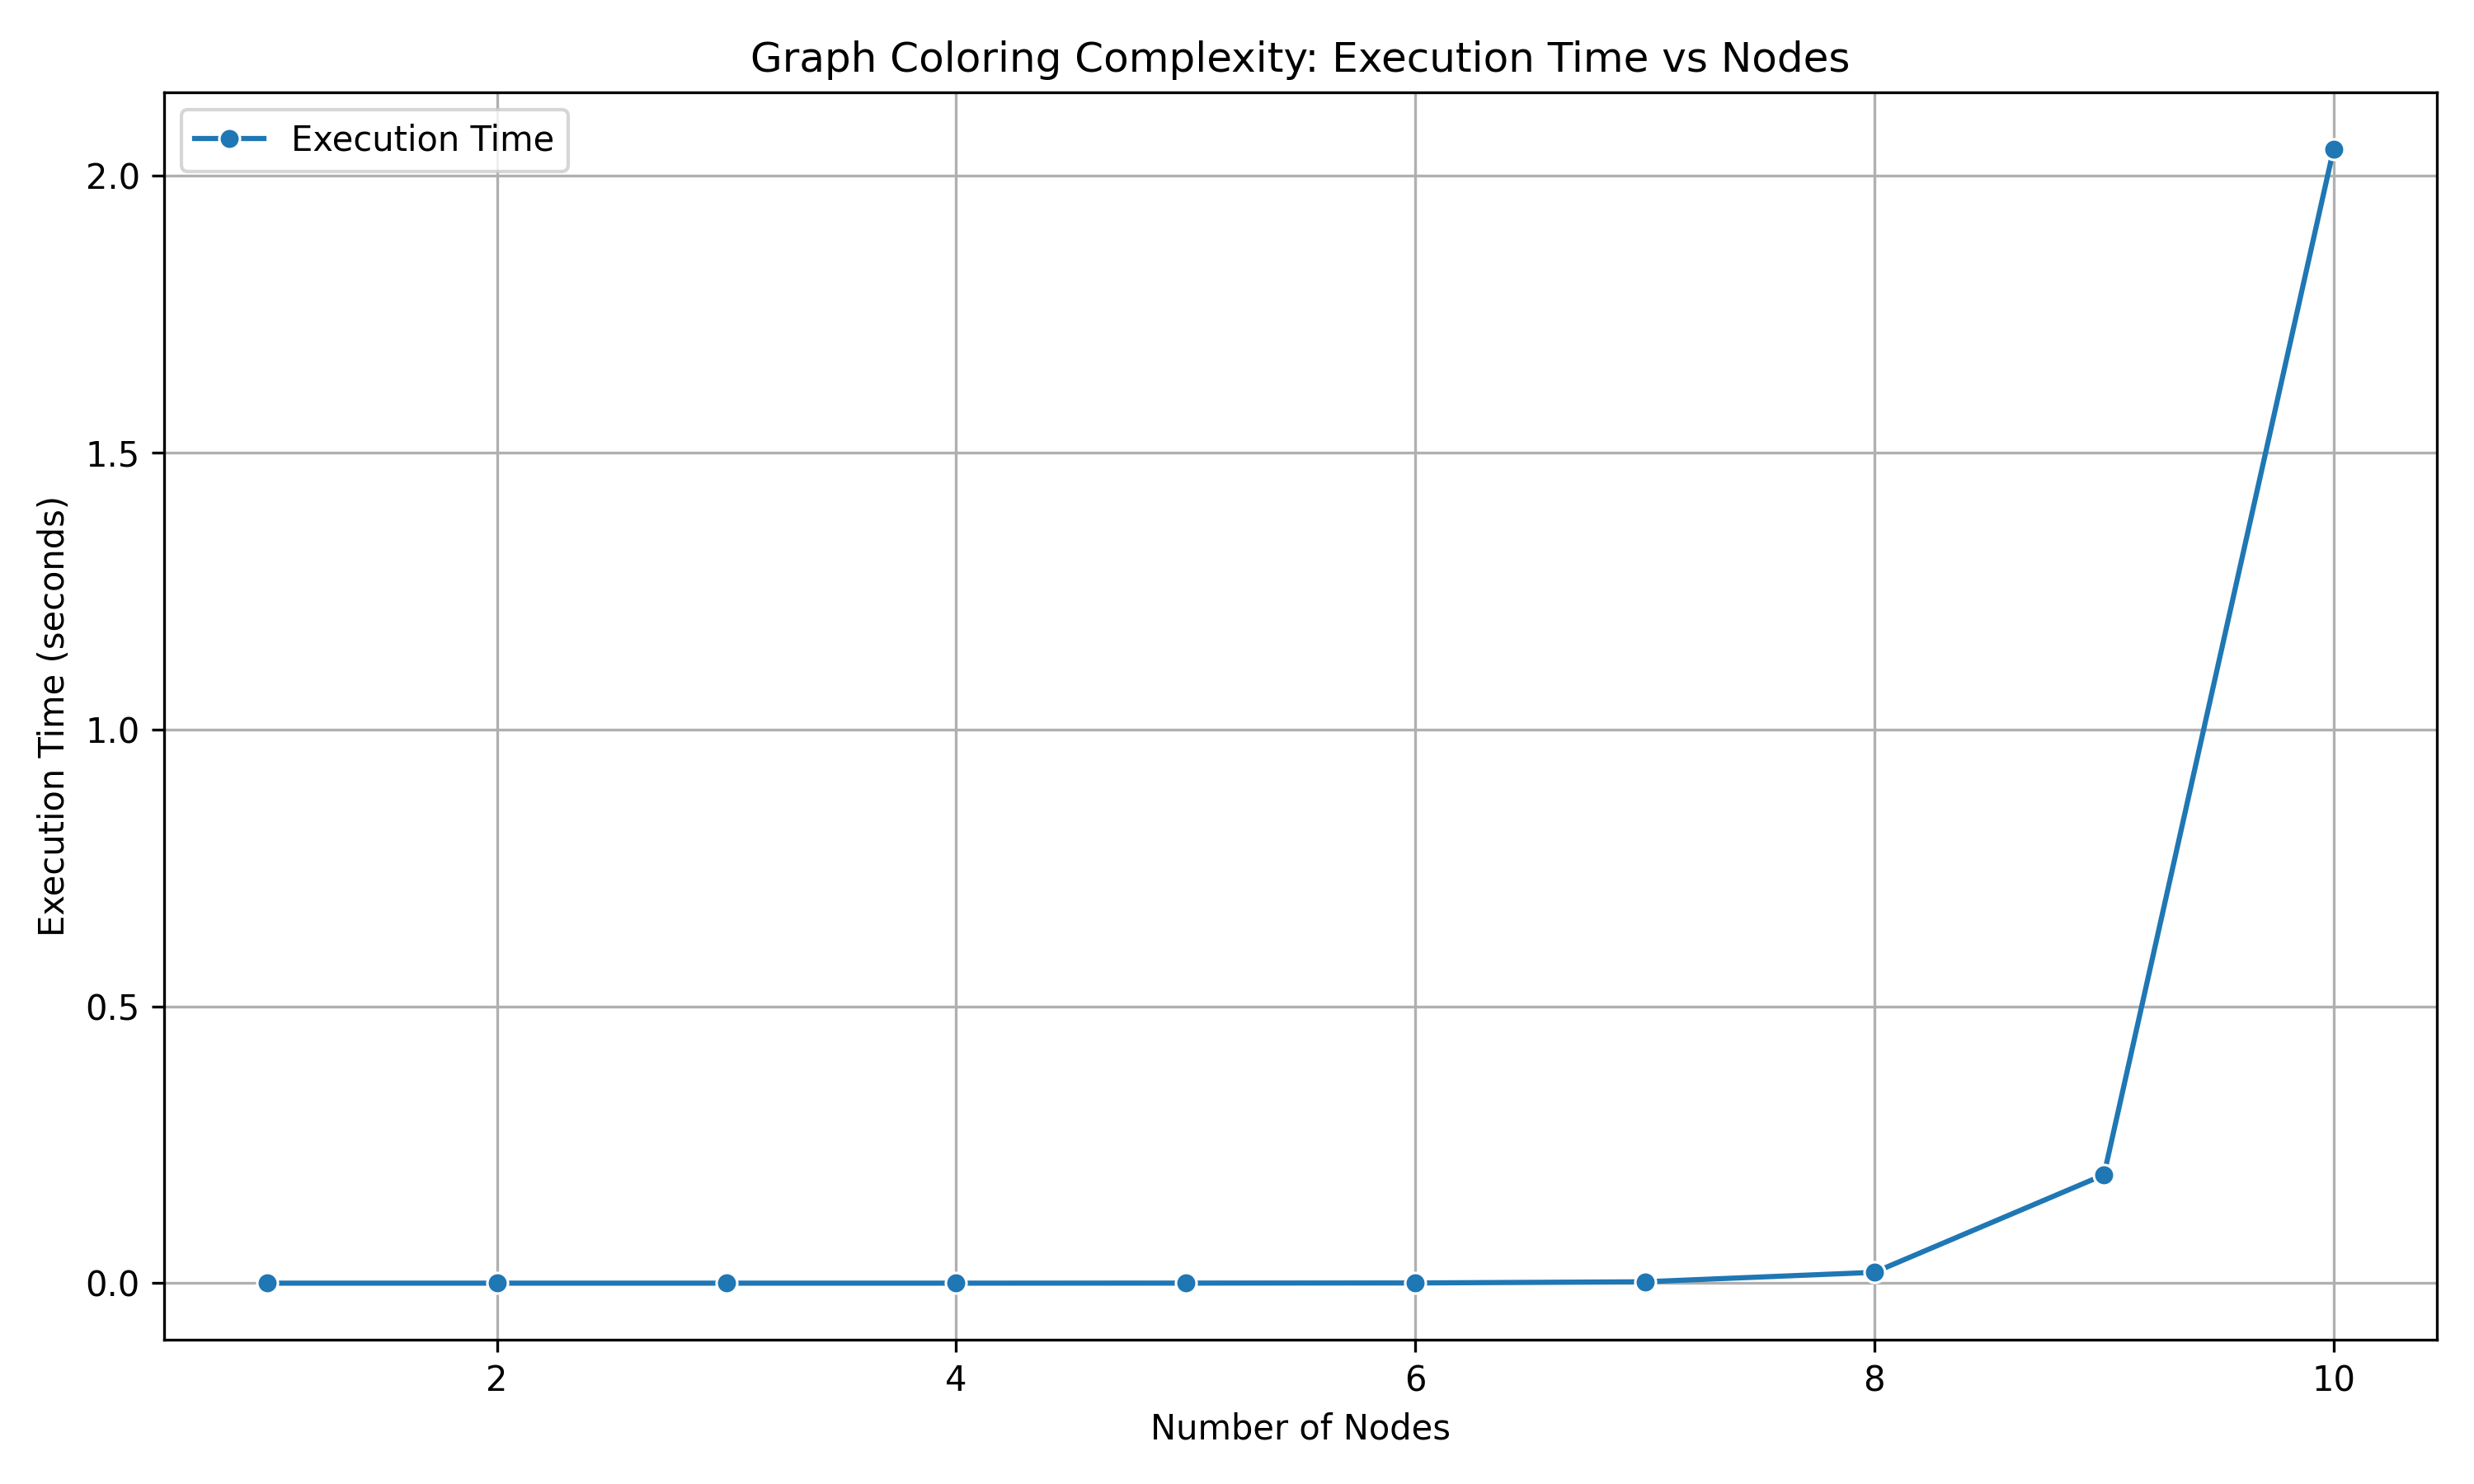 Graph Coloring Complexity: Execution Time vs Nodes
Execution Time
2.0
1.5
1.0
0.5
0.0
Execution Time (seconds)
2 4 6 8 10
Number of Nodes